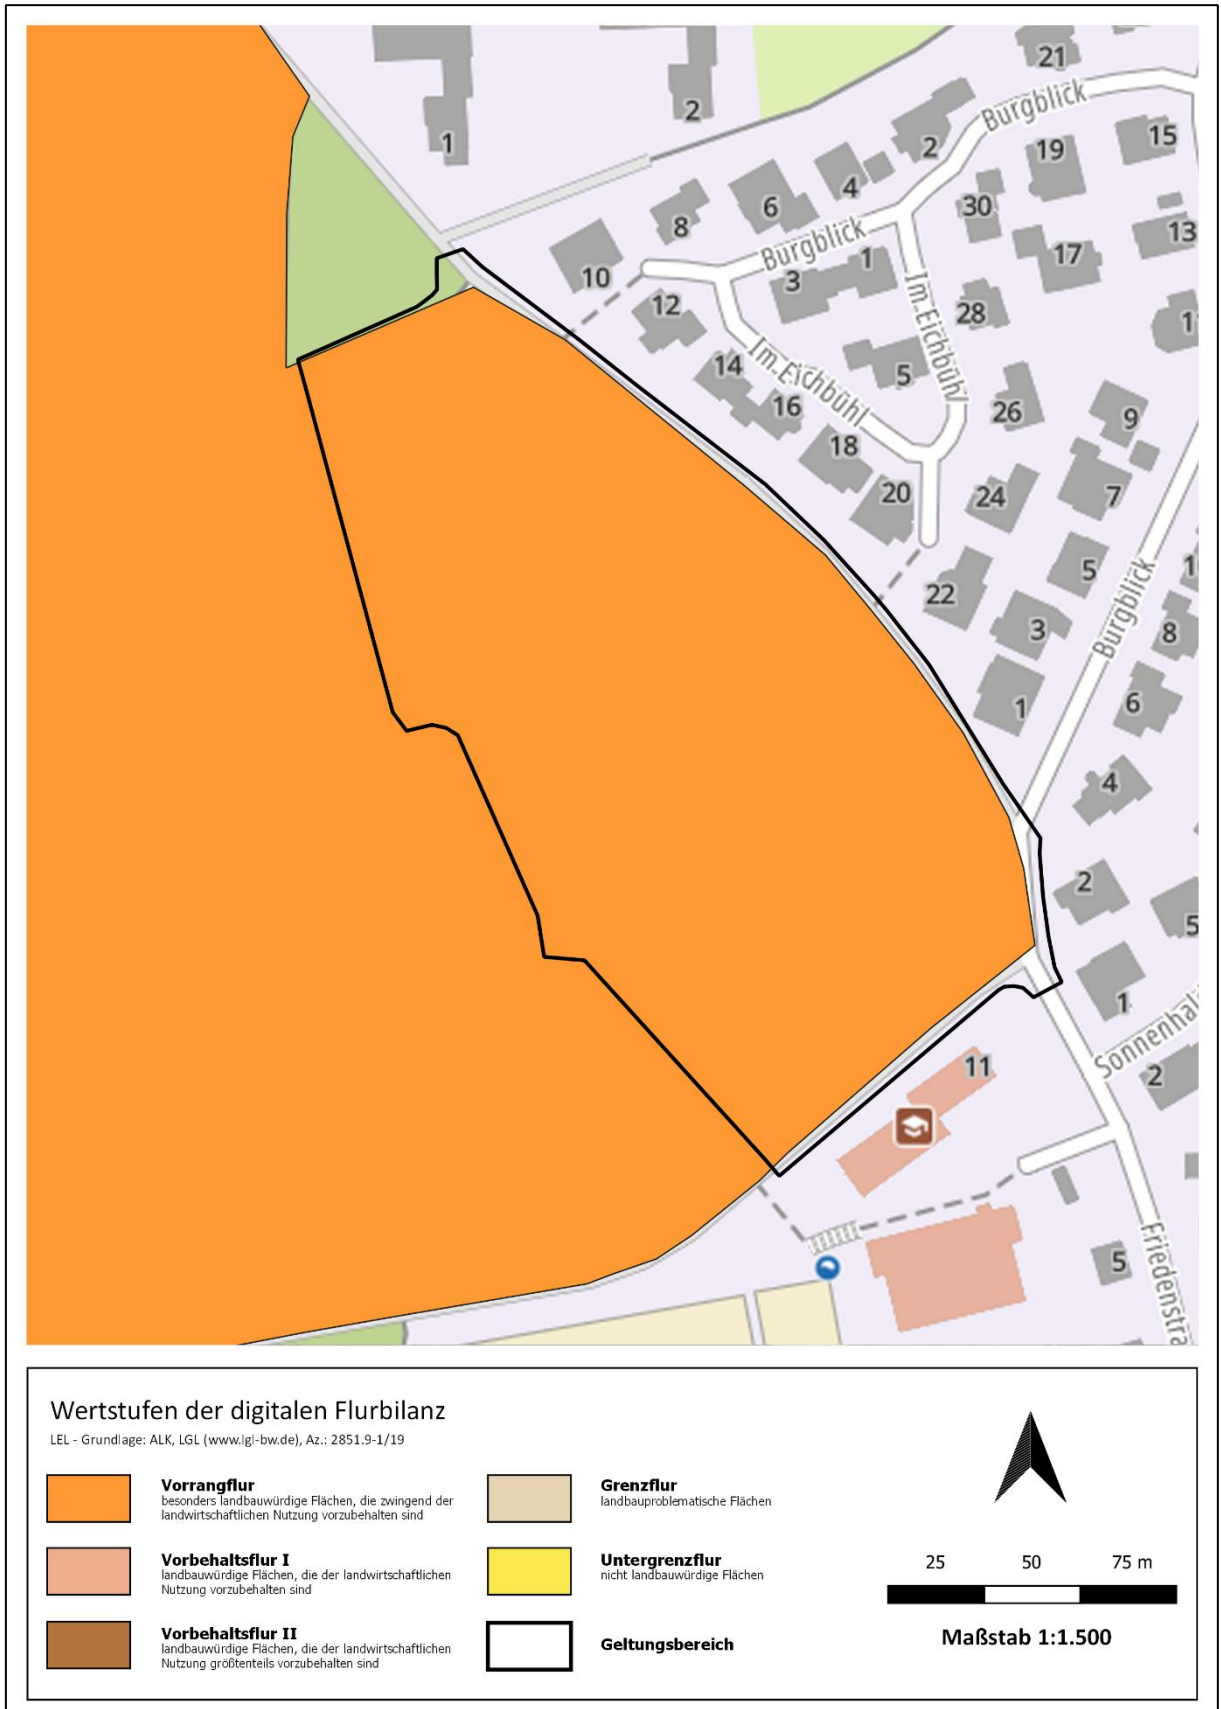 21
2
1
Burgblick
15
2
19
4
6
30
8
13
Burgblick
1
17
10
3
Im Eichbühl
12
28
1
Im Eichbühl
14
5
26
16
9
18
20
24
7
5
1
22
Burgblick
3
8
1
6
4
2
5
1
Sonnenhal
11
2
5
Friedenstra
Wertstufen der digitalen Flurbilanz
LEL - Grundlage: ALK, LGL (www.lgl-bw.de), Az.: 2851.9-1/19
Vorrangflur
besonders landbauwürdige Flächen, die zwingend der
landwirtschaftlichen Nutzung vorzubehalten sind
Vorbehaltsflur I
landbauwürdige Flächen, die der landwirtschaftlichen
Nutzung vorzubehalten sind
Vorbehaltsflur II
landbauwürdige Flächen, die der landwirtschaftlichen
Nutzung größtenteils vorzubehalten sind
Grenzflur
landbauproblematische Flächen
Untergrenzflur
nicht landbauwürdige Flächen
Geltungsbereich
25 50 75 m
Maßstab 1:1.500